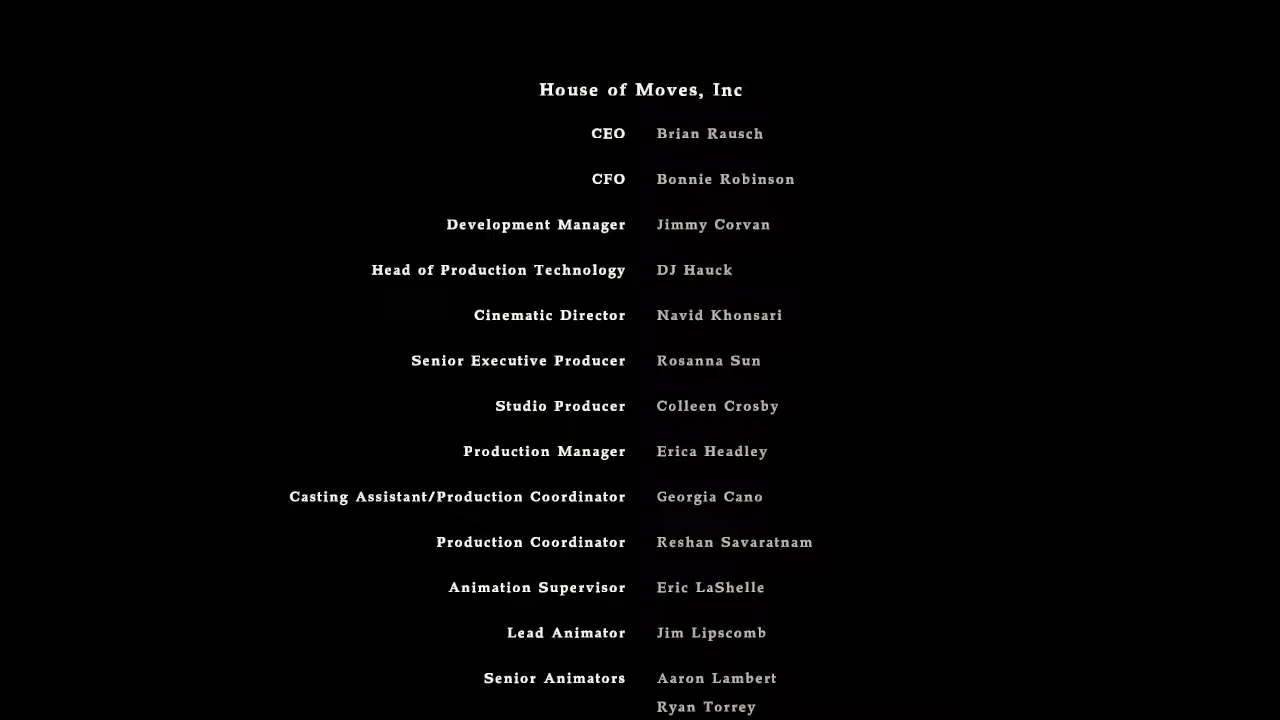 House of Moves, Inc
CEO Brian Rausch
CFO Bonnie Robinson
Development Manager Jimmy Corvan
Head of Production Technology DJ Hauck
Cinematic Director Navid Khonsari
Senior Executive Producer Rosanna Sun
Studio Producer Colleen Crosby
Production Manager Erica Headley
Casting Assistant/Production Coordinator Georgia Cano
Production Coordinator Reshan Savaratnam
Animation Supervisor Eric LaShelle
Lead Animator Jim Lipscomb
Senior Animators Aaron Lambert
Ryan Torrey